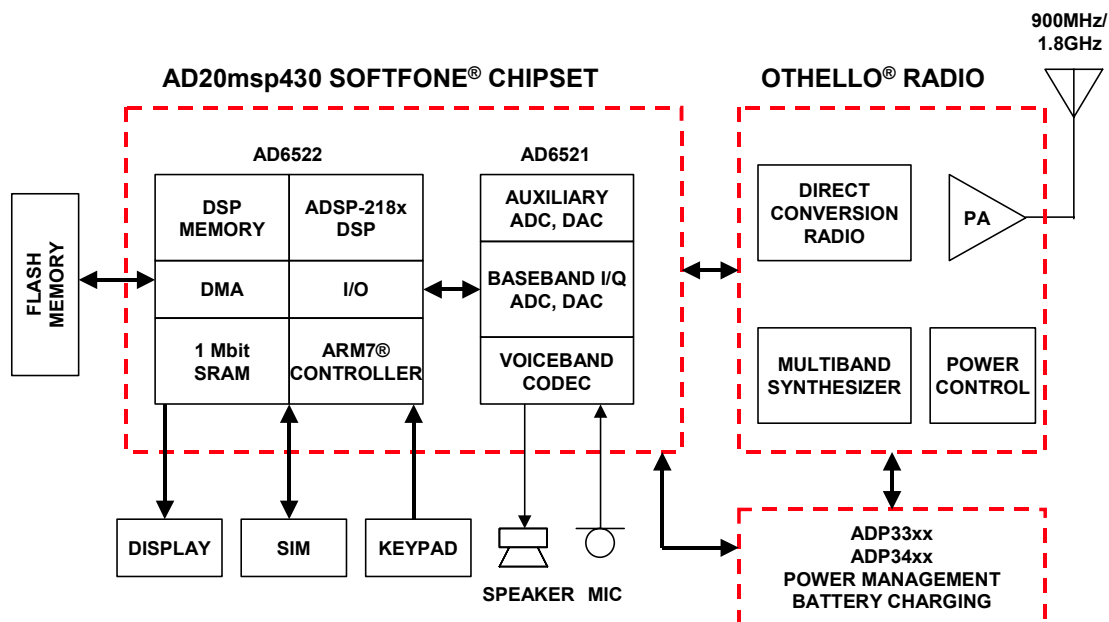 900MHz/
1.8GHz
AD20msp430 SOFTFONE® CHIPSET
OTHELLO® RADIO
AD6522
AD6521
FLASH
MEMORY
DSP
MEMORY
ADSP-218x
DSP
DMA
I/O
1 Mbit
SRAM
ARM7®
CONTROLLER
AUXILIARY
ADC, DAC
BASEBAND I/Q
ADC, DAC
VOICEBAND
CODEC
DIRECT
CONVERSION
RADIO
PA
MULTIBAND
SYNTHESIZER
POWER
CONTROL
DISPLAY
SIM
KEYPAD
SPEAKER
MIC
ADP33xx
ADP34xx
POWER MANAGEMENT
BATTERY CHARGING